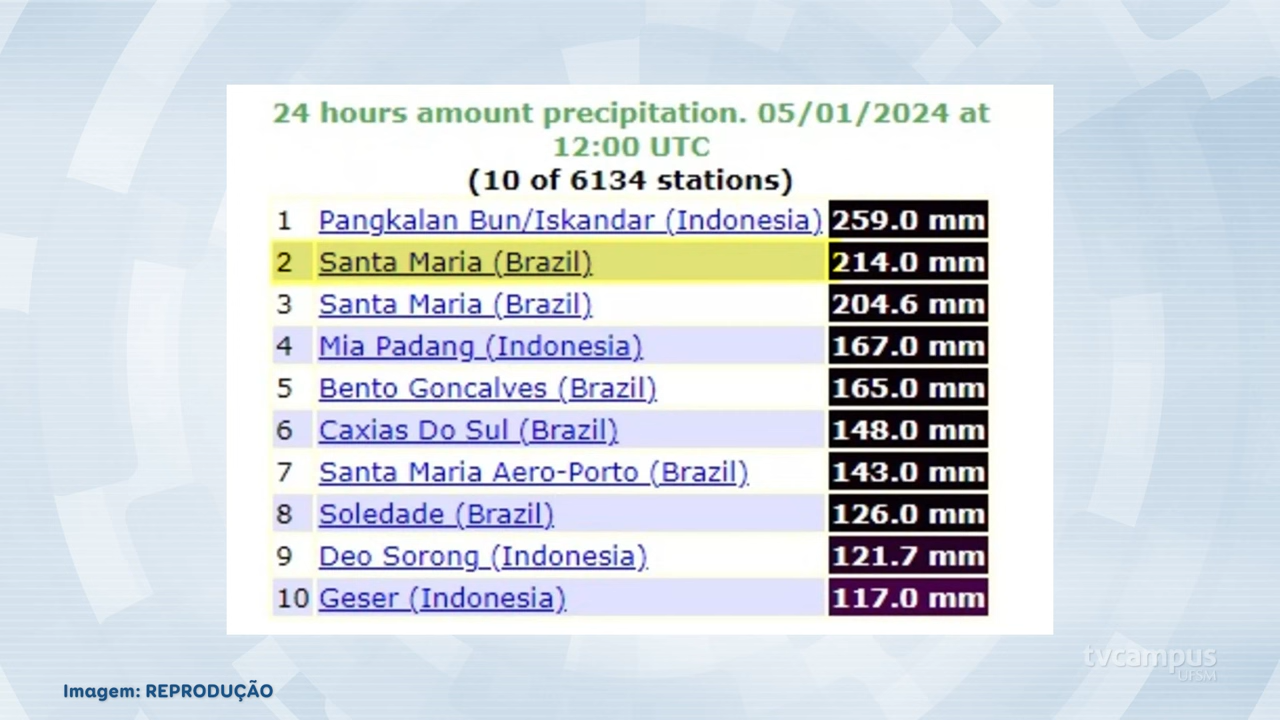 24 hours amount precipitation. 05/01/2024 at
12:00 UTC
(10 of 6134 stations)
1 Pangkalan Bun/Iskandar (Indonesia) 259.0 mm
2 Santa Maria (Brazil) 214.0 mm
3 Santa Maria (Brazil) 204.6 mm
4 Mia Padang (Indonesia) 167.0 mm
5 Bento Goncalves (Brazil) 165.0 mm
6 Caxias Do Sul (Brazil) 148.0 mm
7 Santa Maria Aero-Porto (Brazil) 143.0 mm
8 Soledade (Brazil) 126.0 mm
9 Deo Sorong (Indonesia) 121.7 mm
10 Geser (Indonesia) 117.0 mm
tvcampus
UFSM
Imagem: REPRODUÇÃO